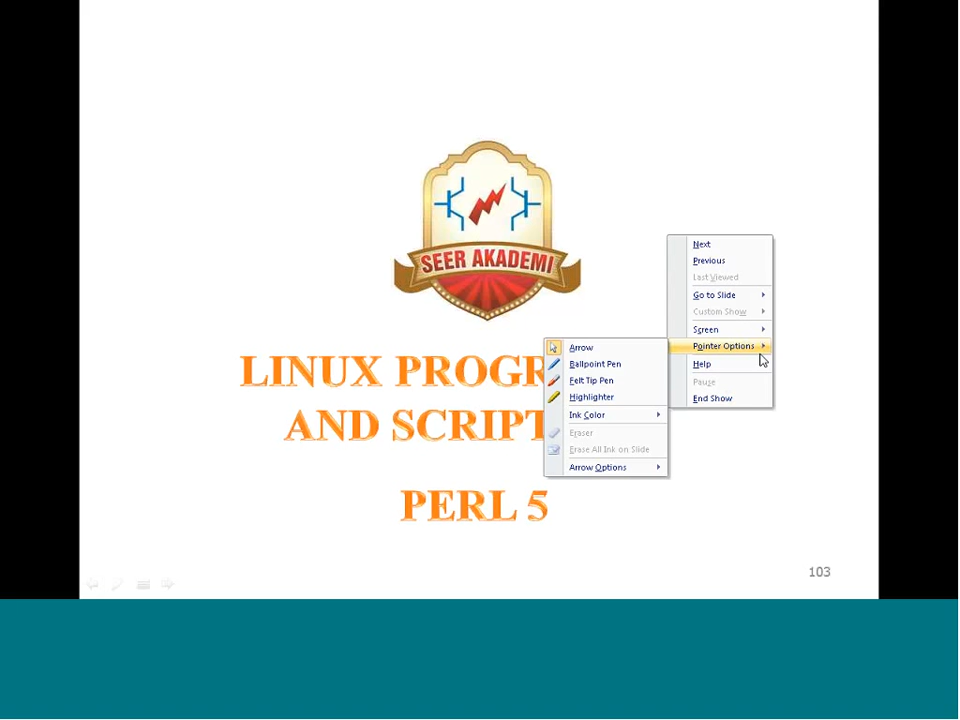 SEER AKADEMI
LINUX PROGR
AND SCRIPT
PERL 5
Next
Previous
Last Viewed
Go to Slide
Custom Show
Screen
Pointer Options
Help
Pause
End Show
Arrow
Ballpoint Pen
Felt Tip Pen
Highlighter
Ink Color
Eraser
Erase All Ink on Slide
Arrow Options
103